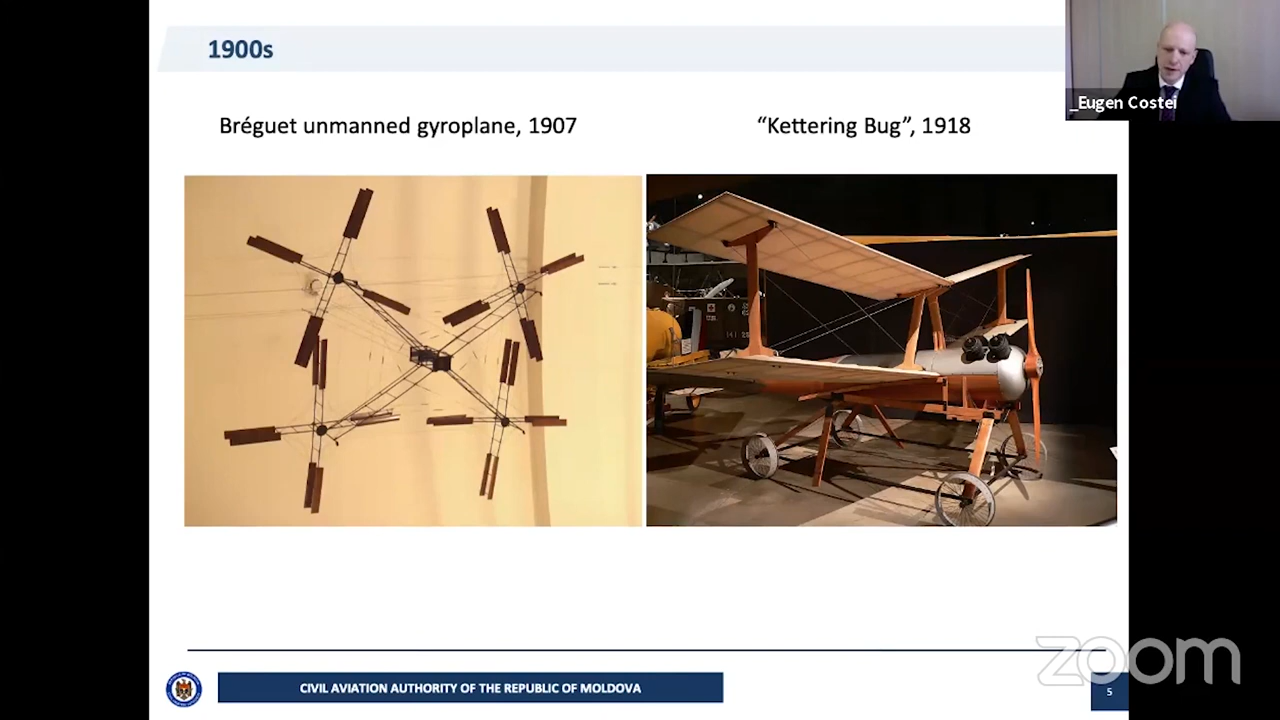 1900s
_Eugen Costei
Bréguet unmanned gyroplane, 1907
“Kettering Bug”, 1918
CIVIL AVIATION AUTHORITY OF THE REPUBLIC OF MOLDOVA
zoom
5